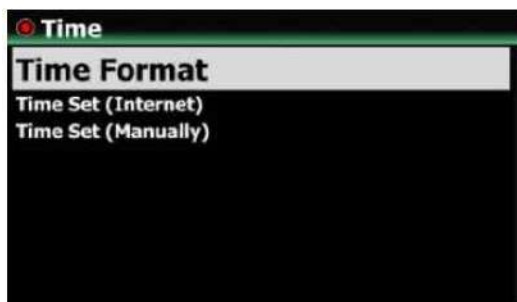 Time
Time Format
Time Set (Internet)
Time Set (Manually)